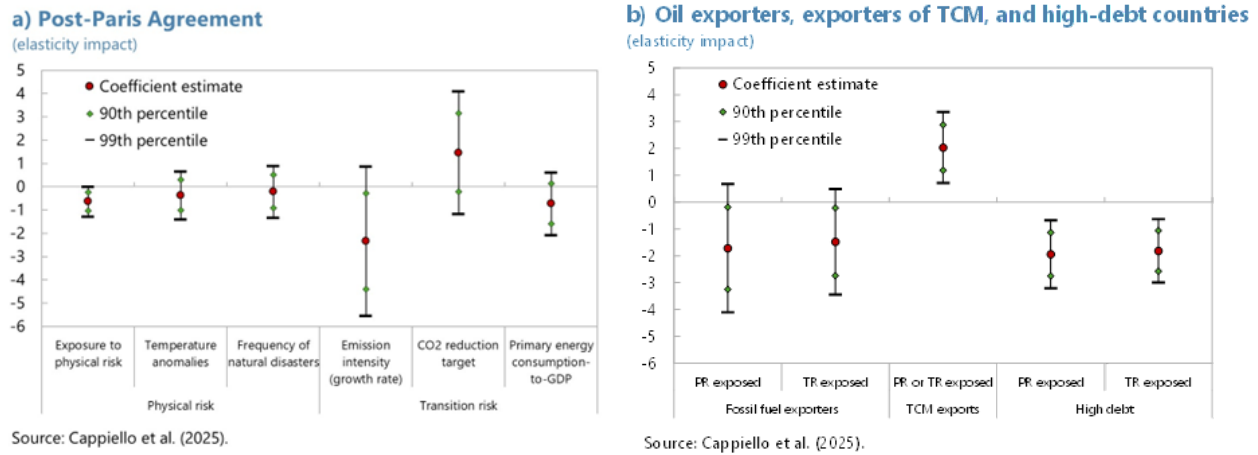 a) Post-Paris Agreement
(elasticity impact)
5
4
3
2
1
0
-1
-2
-3
-4
-5
-6
Coefficient estimate
90th percentile
99th percentile
Exposure to physical risk
Temperature anomalies
Frequency of natural disasters
Emission intensity (growth rate)
CO2 reduction target
Primary energy consumption-to-GDP
Physical risk
Transition risk
Source: Cappiello et al. (2025).
b) Oil exporters, exporters of TCM, and high-debt countries
(elasticity impact)
5
4
3
2
1
0
-1
-2
-3
-4
-5
-6
Coefficient estimate
90th percentile
99th percentile
PR exposed
TR exposed
PR or TR exposed
PR exposed
TR exposed
Fossil fuel exporters
TCM exports
High debt
Source: Cappiello et al. (2025).